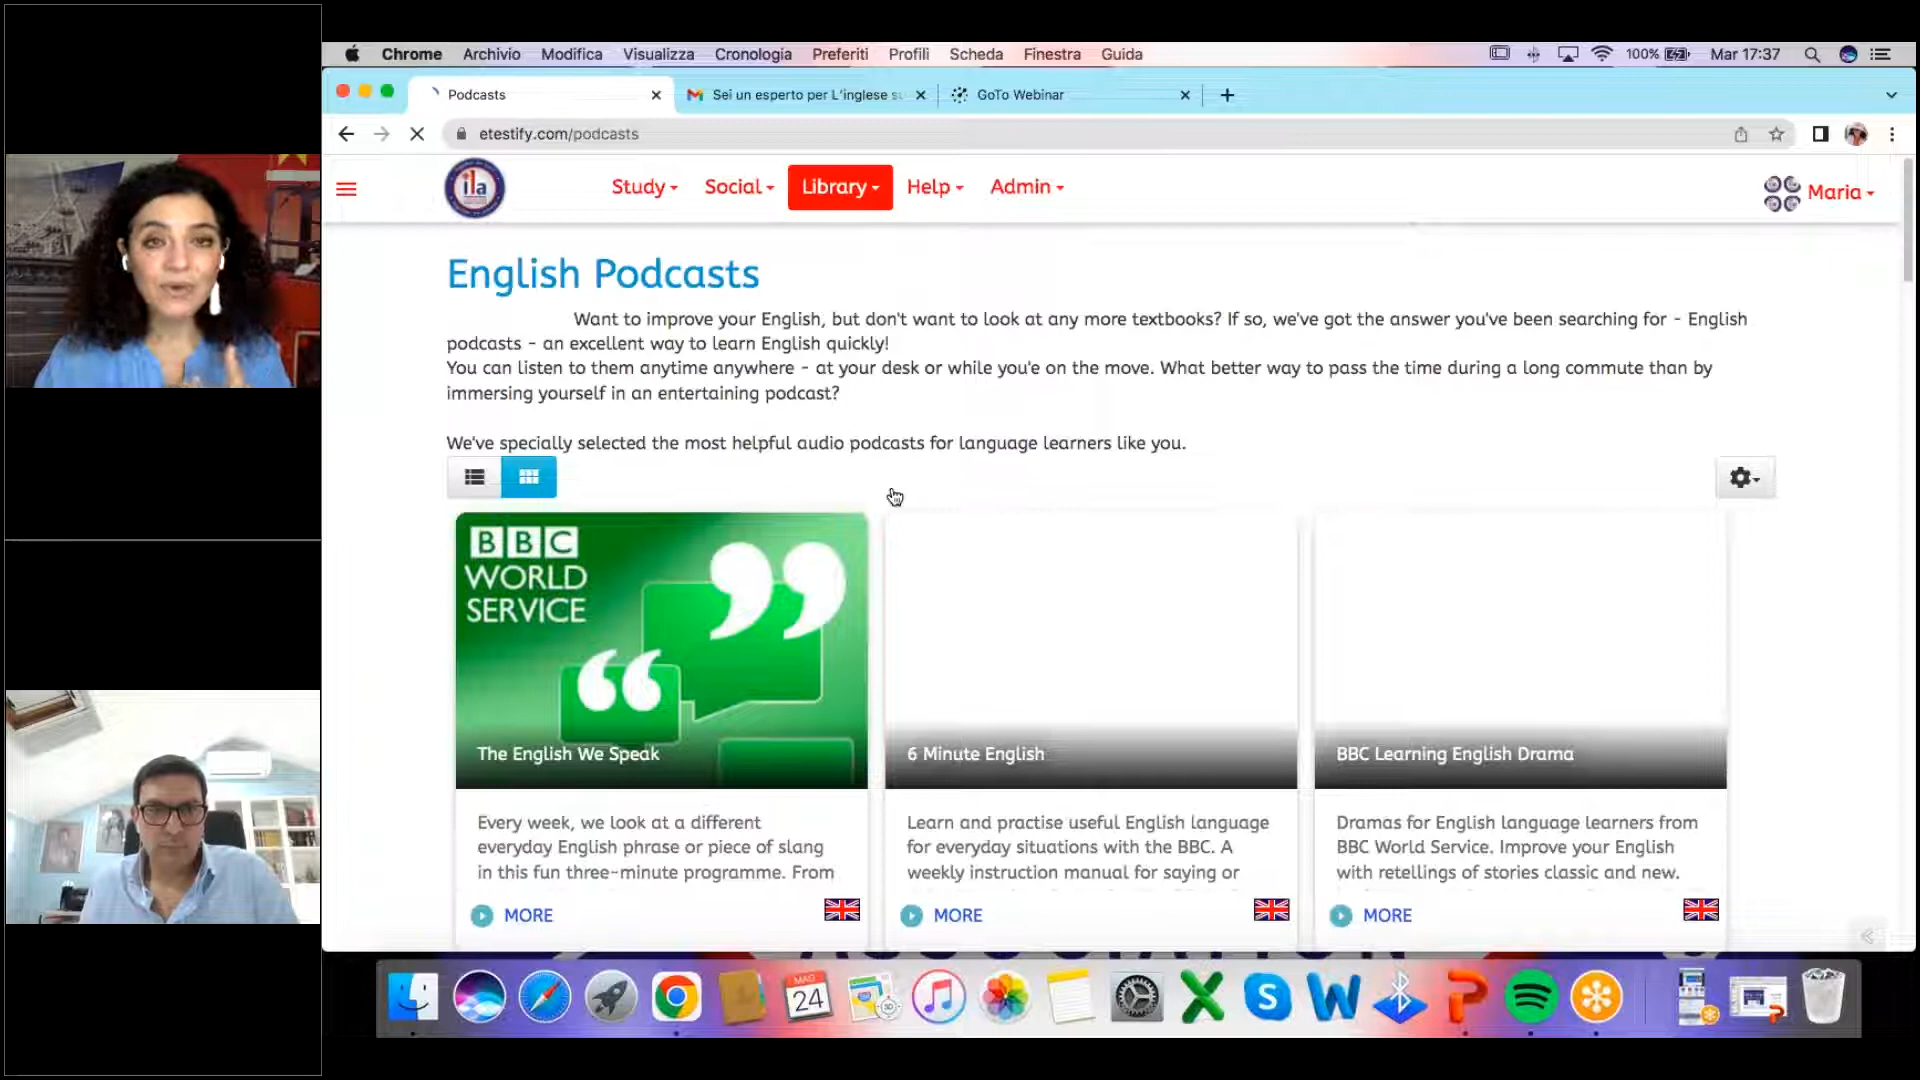 Chrome Archivio Modifica Visualizza Cronologia Preferiti Profili Scheda Finestra Guida 100% Mar 17:37
Podcasts Sei un esperto per L'inglese su GoTo Webinar
etestify.com/podcasts
ila Study Social Library Help Admin Maria
English Podcasts
Want to improve your English, but don't want to look at any more textbooks? If so, we've got the answer you've been searching for - English
podcasts - an excellent way to learn English quickly!
You can listen to them anytime anywhere - at your desk or while you'e on the move. What better way to pass the time during a long commute than by
immersing yourself in an entertaining podcast?
We've specially selected the most helpful audio podcasts for language learners like you.
BBC
WORLD
SERVICE
The English We Speak
Every week, we look at a different
everyday English phrase or piece of slang
in this fun three-minute programme. From
MORE
6 Minute English
Learn and practise useful English language
for everyday situations with the BBC. A
weekly instruction manual for saying or
MORE
BBC Learning English Drama
Dramas for English language learners from
BBC World Service. Improve your English
with retellings of stories classic and new.
MORE
MAG
24